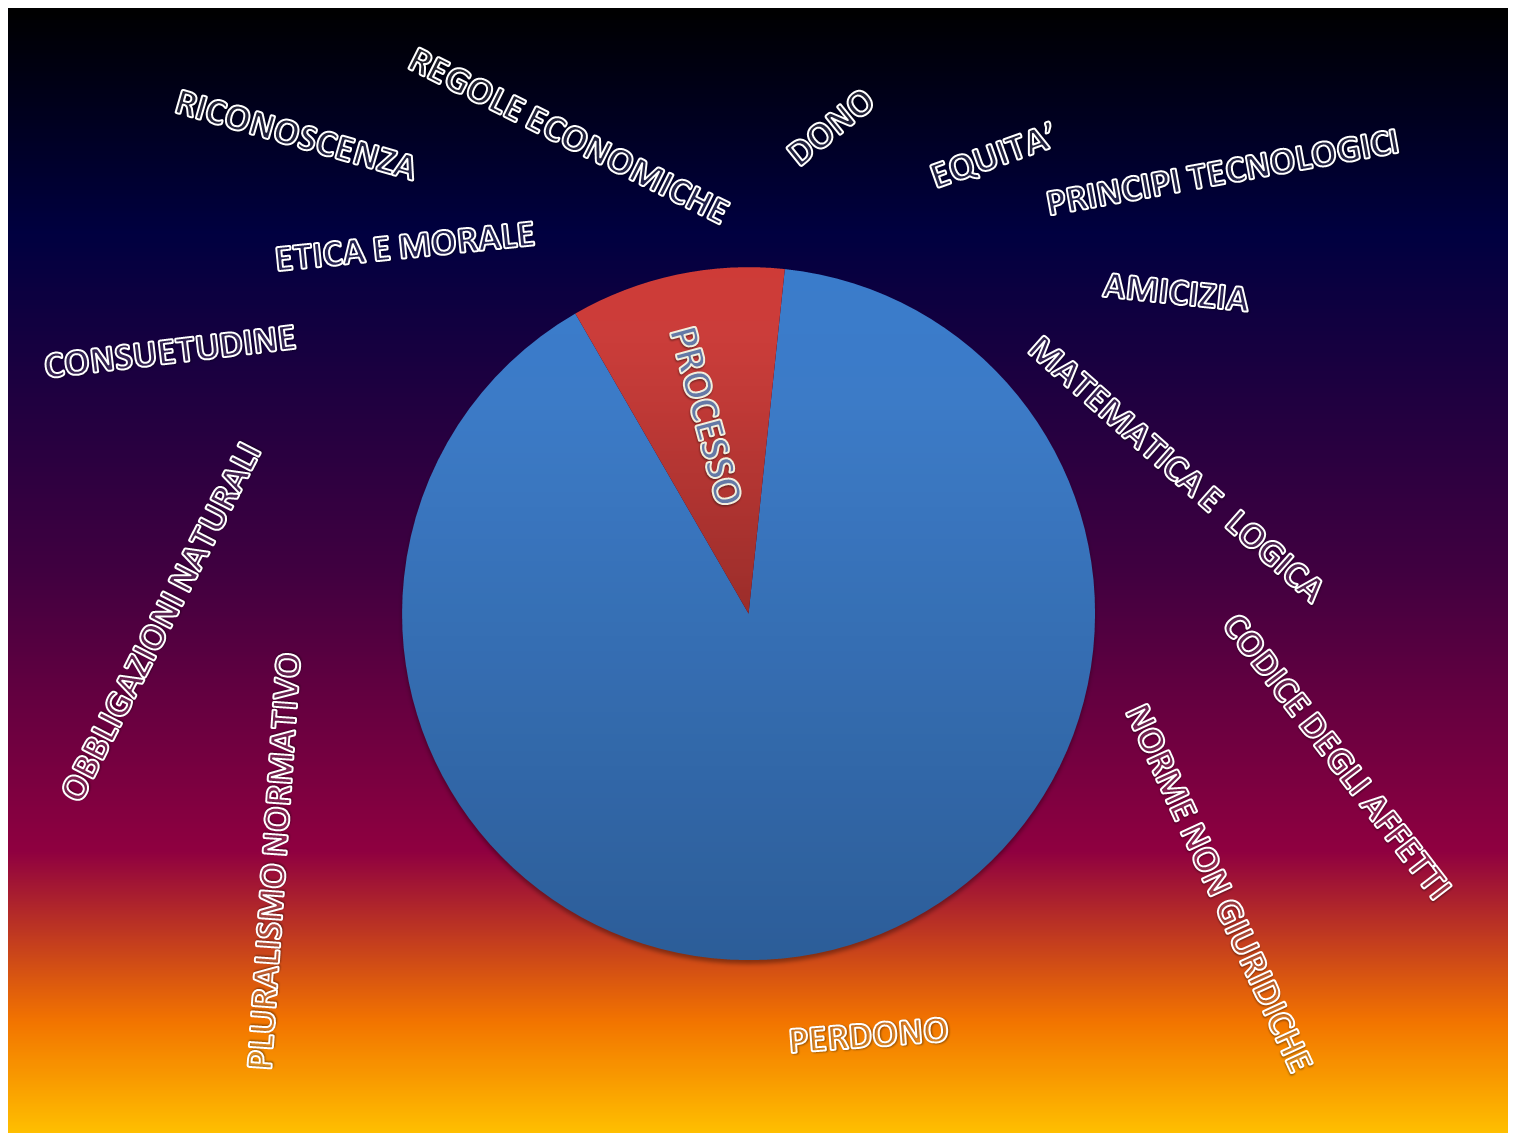 REGOLE ECONOMICHE
RICONOSCENZA
DONO
EQUITA’
PRINCIPI TECNOLOGICI
ETICA E MORALE
AMICIZIA
CONSUETUDINE
PROCESSO
MATEMATICA E LOGICA
OBBLIGAZIONI NATURALI
CODICE DEGLI AFFETTI
PLURALISMO NORMATIVO
NORME NON GIURIDICHE
PERDONO